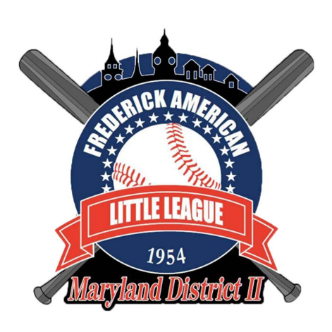 FREDERICK AMERICAN
LITTLE LEAGUE
1954
Maryland District II